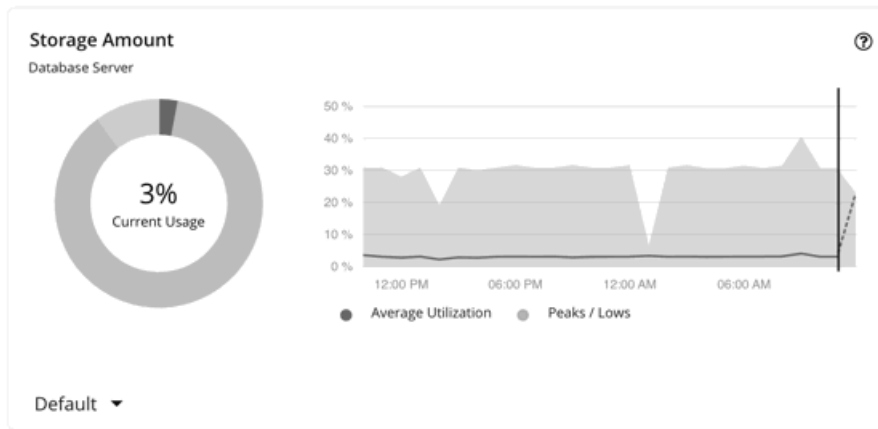 Storage Amount
Database Server
3%
Current Usage
50 %
40 %
30 %
20 %
10 %
0 %
12:00 PM 06:00 PM 12:00 AM 06:00 AM
Average Utilization Peaks / Lows
Default